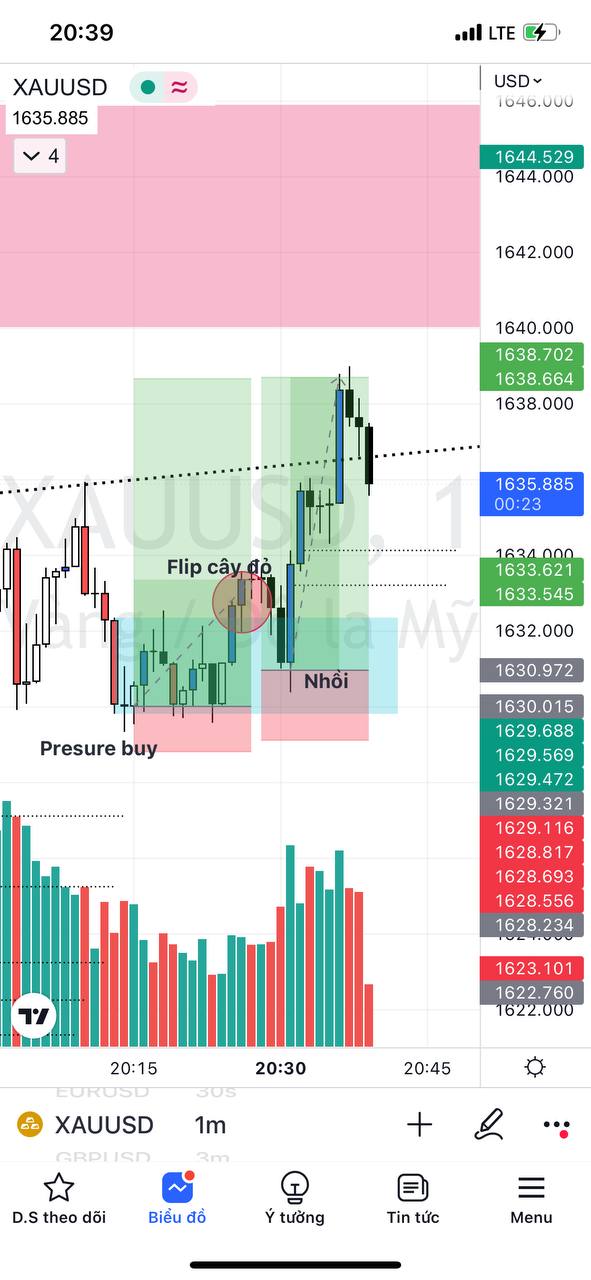 20:39
LTE
XAUUSD
USD
1635.885
4
1646.000
1644.529
1644.000
1642.000
1640.000
1638.702
1638.664
1638.000
XAUUSD, 1
1635.885
00:23
1634.000
Flip cây đỏ
1633.621
1633.545
la Mỹ
1632.000
1630.972
Nhồi
1630.015
1629.688
Presure buy
1629.569
1629.472
1629.321
1629.116
1628.817
1628.693
1628.556
1628.234
1623.101
1622.760
1622.000
20:15
20:30
20:45
EURUSD 30s
XAUUSD 1m
GBPUSD 3m
D.S theo dõi
Biểu đồ
Ý tưởng
Tin tức
Menu